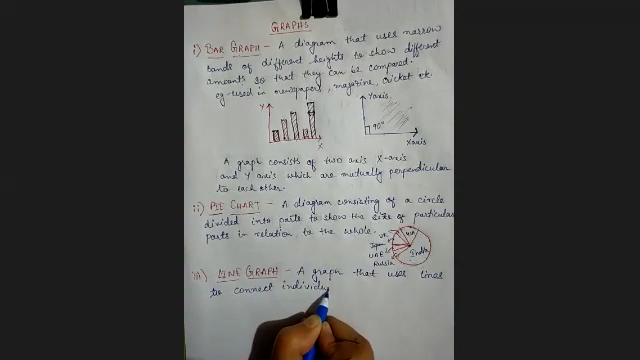 GRAPHS
i) BAR GRAPH - A diagram that uses narrow
bands of different heights to show different
amounts so that they can be compared.
eg - used in newspapers, magazine, cricket etc.
Y
X
Y axis
90°
X axis
A graph consists of two axis X-axis
and Y axis which are mutually perpendicular
to each other.
ii) PIE CHART - A diagram consisting of a circle
divided into parts to show the size of particular
parts in relation to the whole.
UK
USA
Japan
UAE
Russia
India
iii) LINE GRAPH - A graph that uses lines
to connect individu